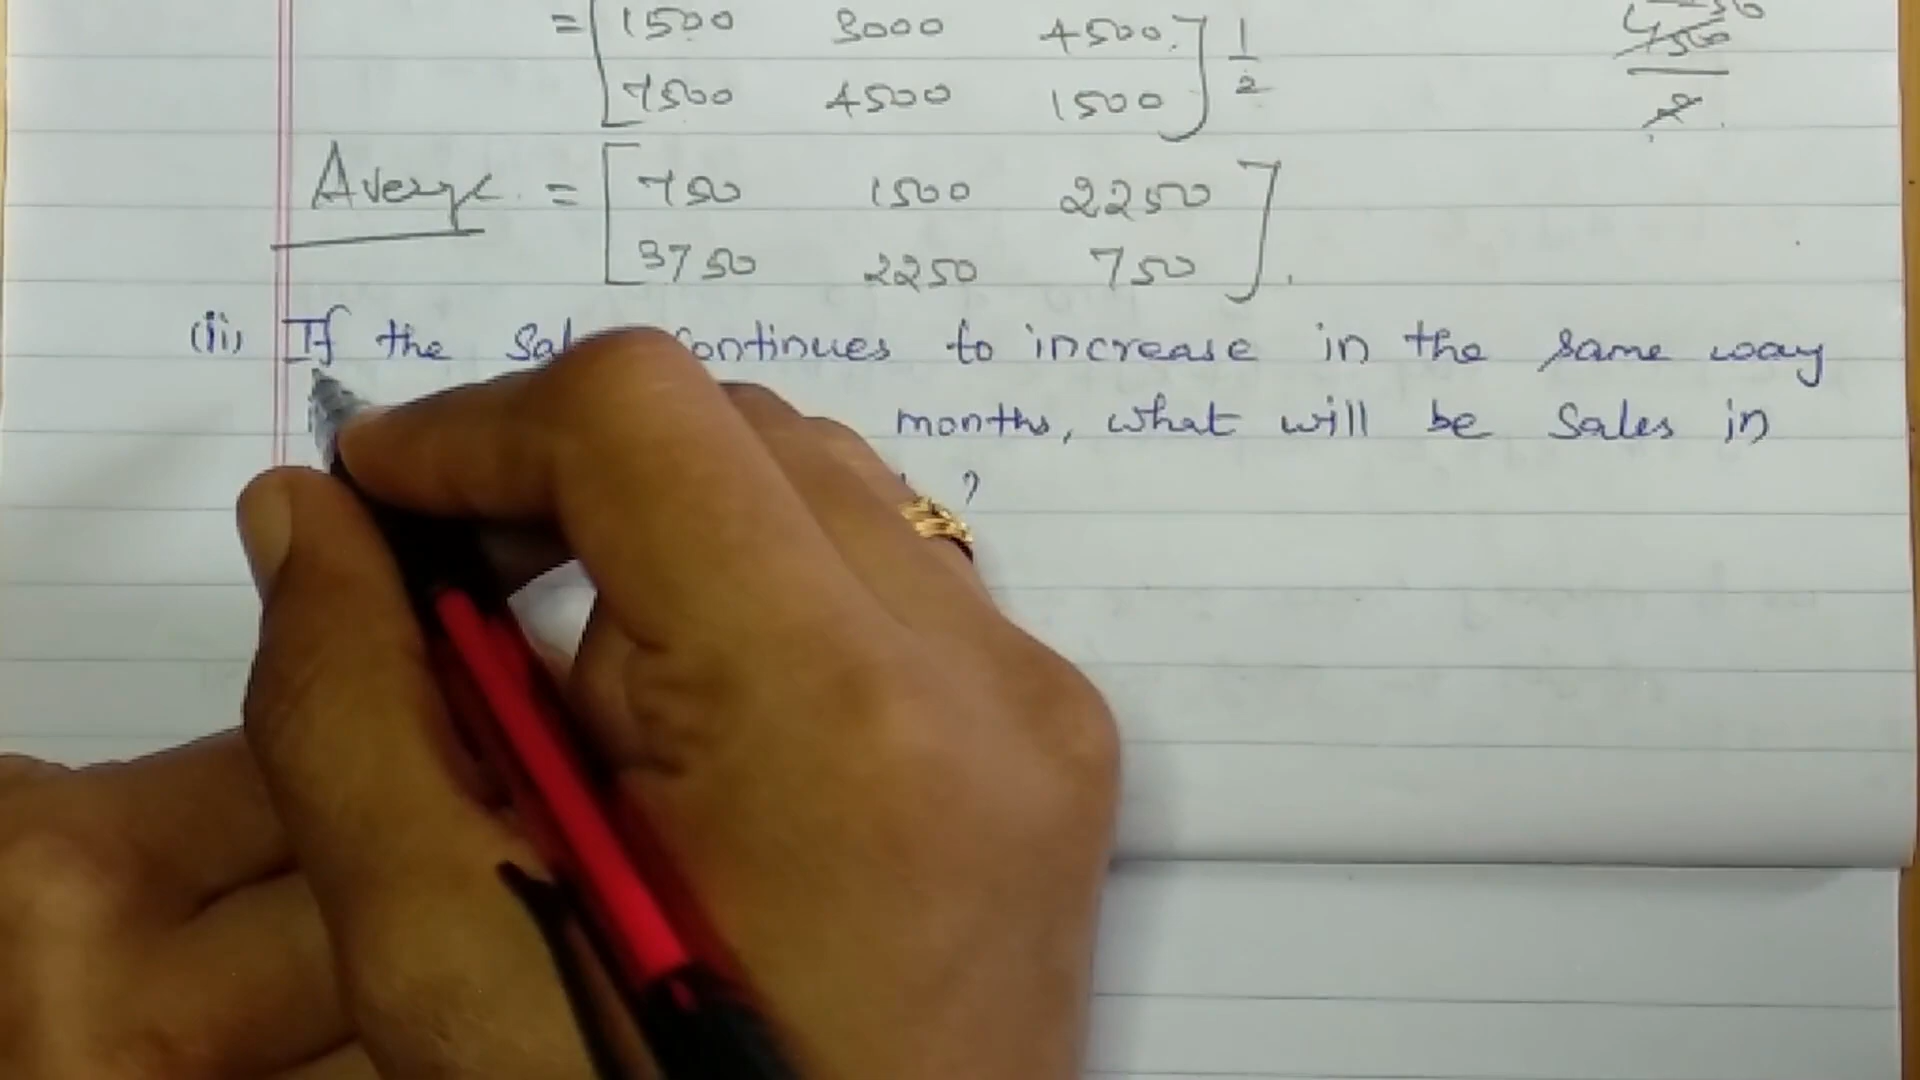 = [ 1500 3000 4500 ] 1/2
[ 7500 4500 1500 ]
Average = [ 750 1500 2250 ]
[ 3750 2250 750 ].
(ii) If the continues to increase in the same way
months, what will be sales in
?